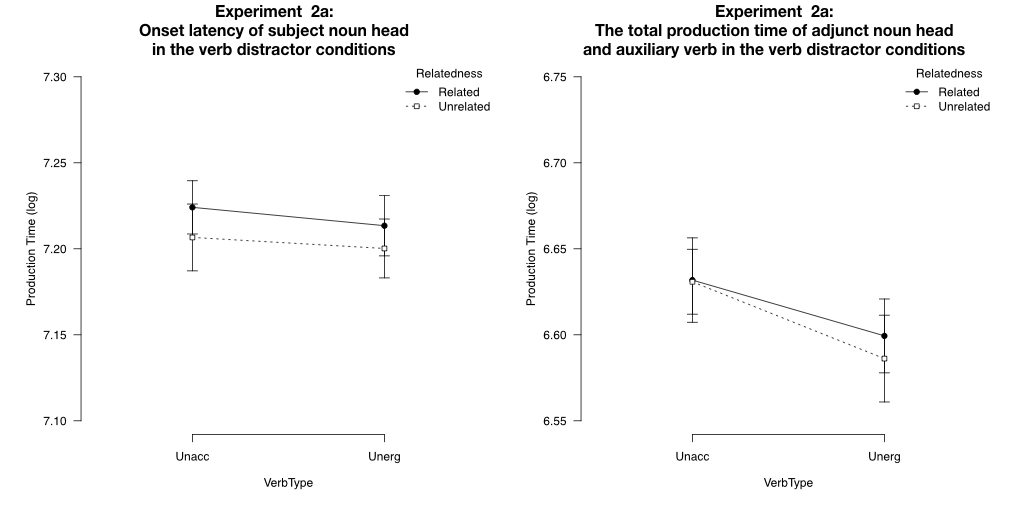 Experiment 2a:
Onset latency of subject noun head
in the verb distractor conditions
Relatedness
Related
Unrelated
7.30
7.25
7.20
7.15
7.10
Production Time (log)
Unacc
Unerg
VerbType
Experiment 2a:
The total production time of adjunct noun head
and auxiliary verb in the verb distractor conditions
Relatedness
Related
Unrelated
6.75
6.70
6.65
6.60
6.55
Production Time (log)
Unacc
Unerg
VerbType